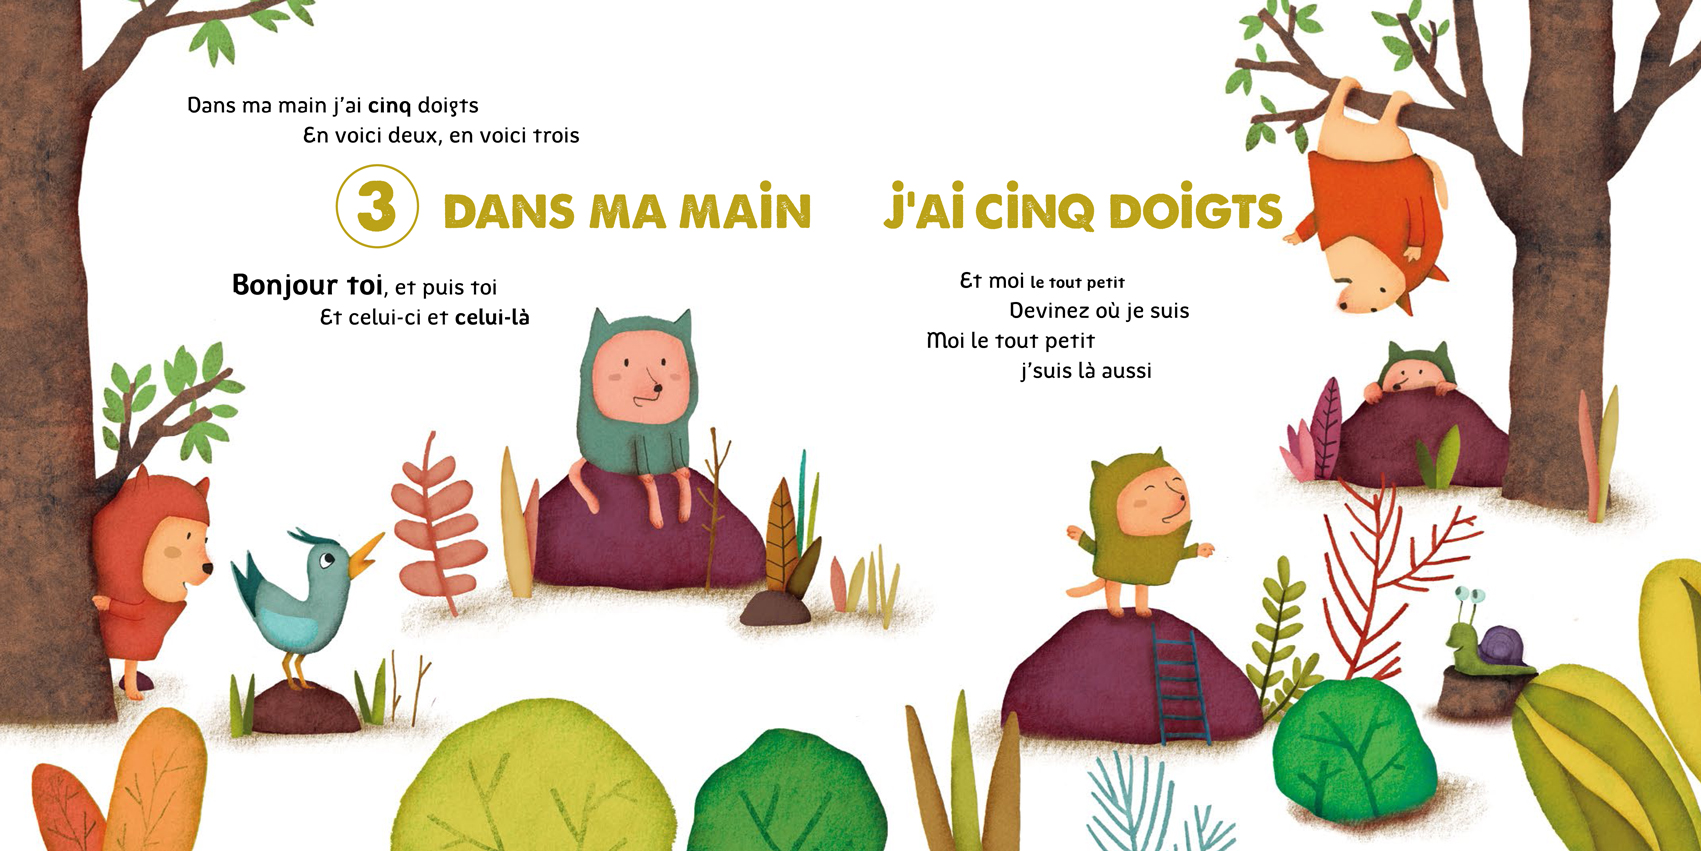 Dans ma main j'ai cinq doigts
En voici deux, en voici trois
3 DANS MA MAIN J'AI CINQ DOIGTS
Bonjour toi, et puis toi
Et celui-ci et celui-là
Et moi le tout petit
Devinez où je suis
Moi le tout petit
j'suis là aussi